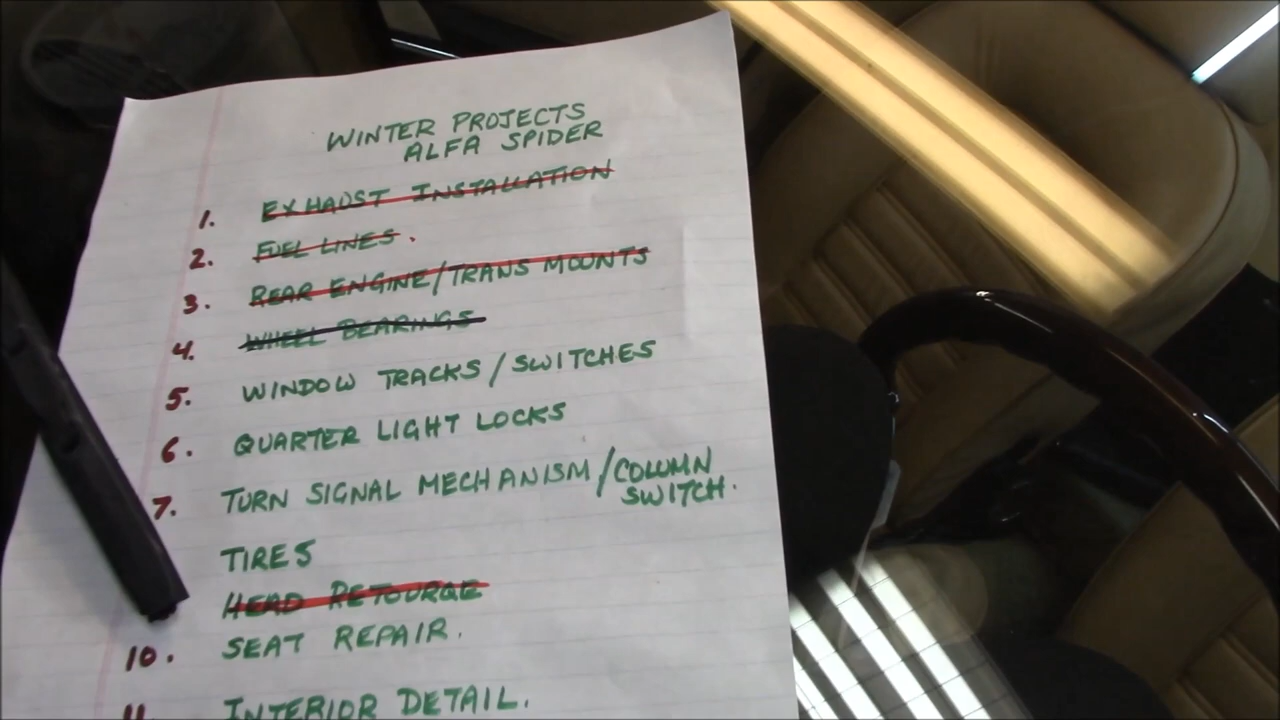 WINTER PROJECTS
ALFA SPIDER
1. EXHAUST INSTALLATION
2. FUEL LINES.
3. REAR ENGINE/TRANS MOUNTS
4. WHEEL BEARINGS
5. WINDOW TRACKS/SWITCHES
6. QUARTER LIGHT LOCKS
7. TURN SIGNAL MECHANISM/COLUMN
SWITCH.
TIRES
HEAD RETOURQE
10. SEAT REPAIR.
11. INTERIOR DETAIL.